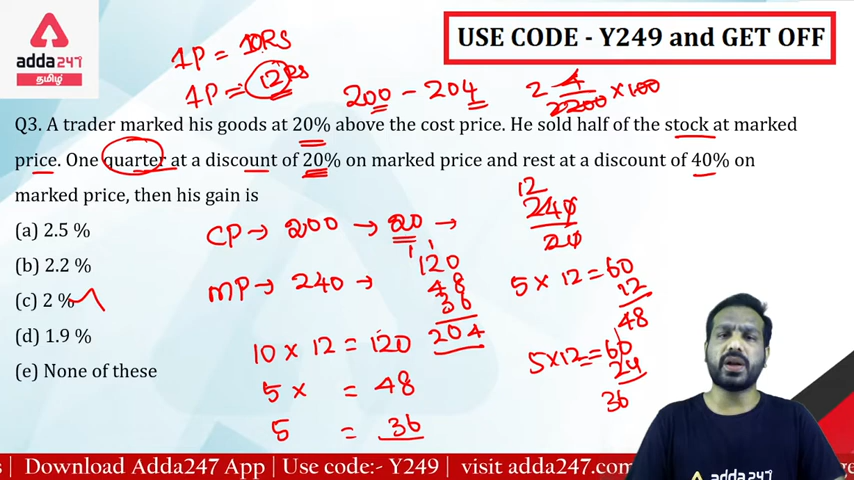 adda247
தமிழ்
USE CODE - Y249 and GET OFF
1P = 10RS
1P = 12RS
200 - 204
2 4/2200 × 100
Q3. A trader marked his goods at 20% above the cost price. He sold half of the stock at marked
price. One quarter at a discount of 20% on marked price and rest at a discount of 40% on
marked price, then his gain is
(a) 2.5 %
(b) 2.2 %
(c) 2 %
(d) 1.9 %
(e) None of these
CP → 200 → 20 →
MP → 240 →
12
240
20
120
48
36
204
10 × 12 = 120
5 × = 48
5 = 36
5 × 12 = 60
12
48
5 × 12 = 60
24
36
adda247
Download Adda247 App | Use code:- Y249 | visit adda247.com